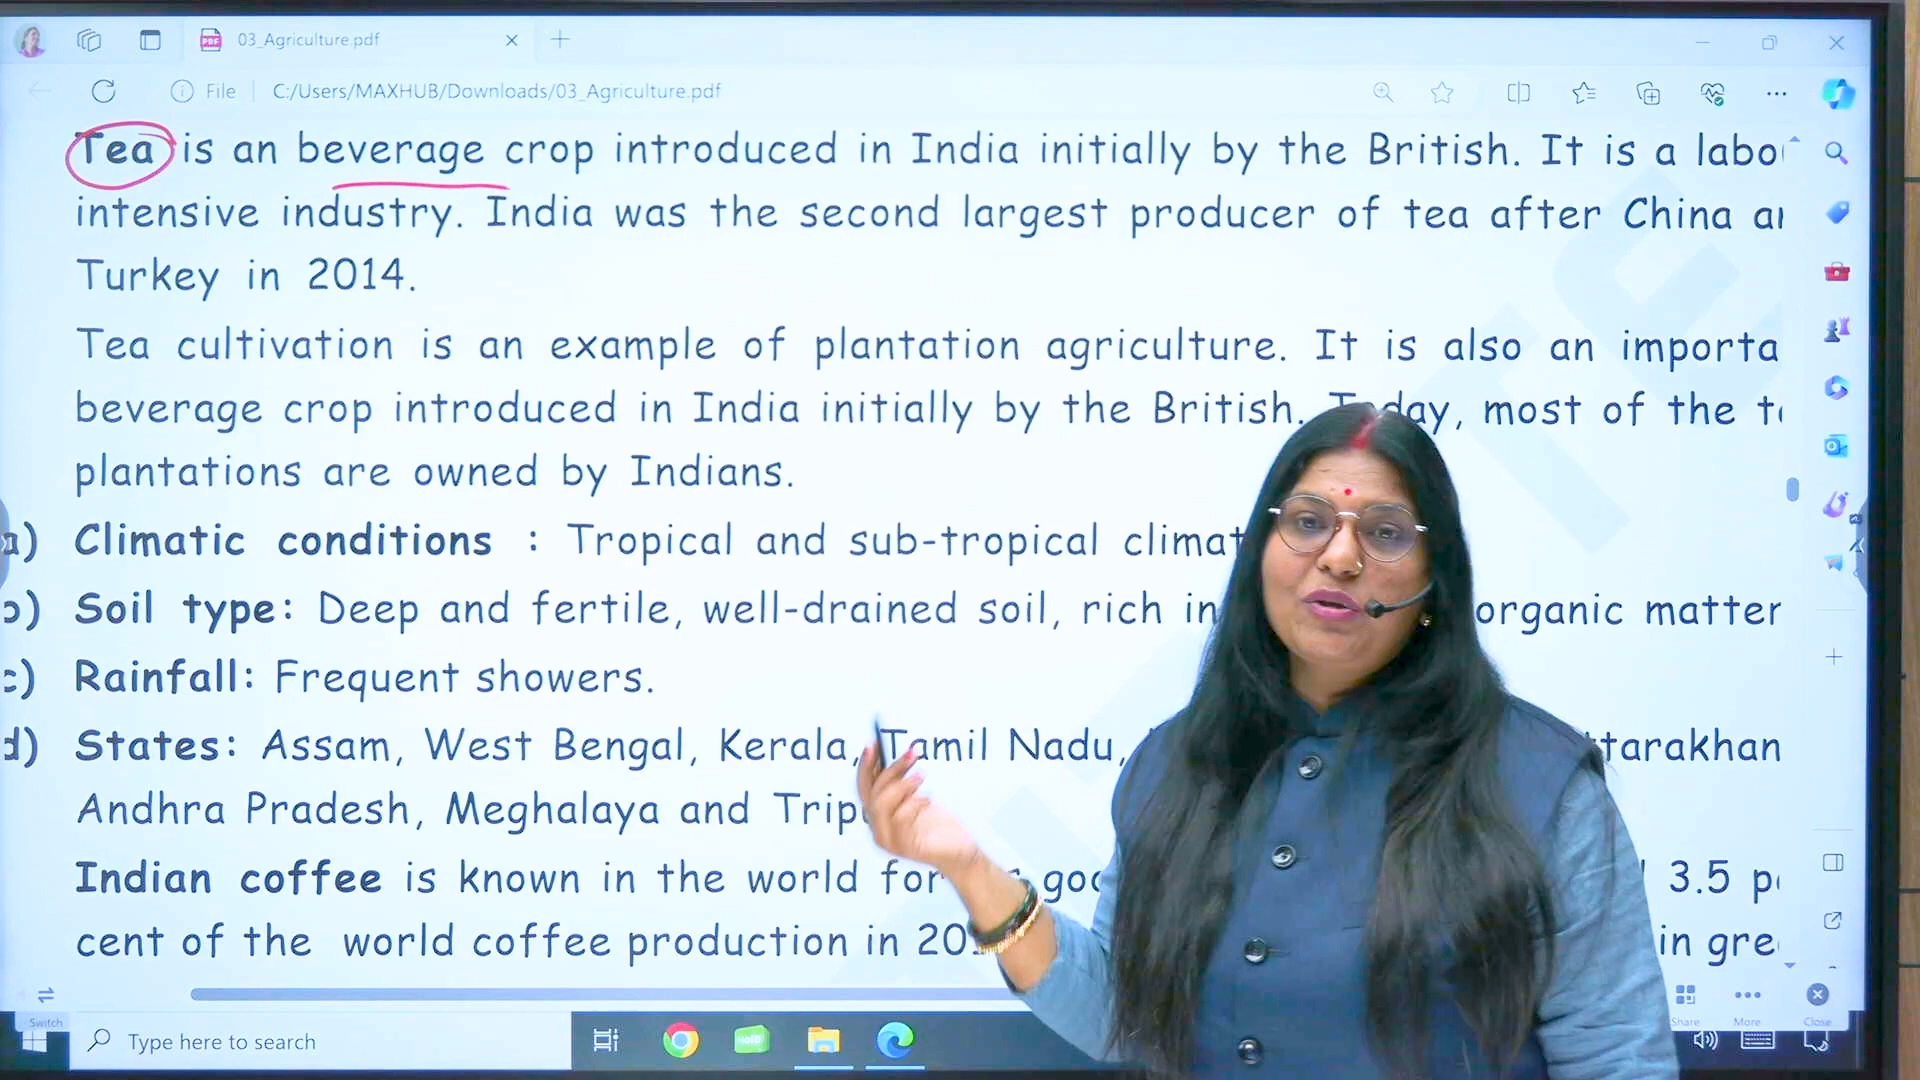 03_Agriculture.pdf
File C:/Users/MAXHUB/Downloads/03_Agriculture.pdf
Tea is an beverage crop introduced in India initially by the British. It is a labo
intensive industry. India was the second largest producer of tea after China
Turkey in 2014.
Tea cultivation is an example of plantation agriculture. It is also an importa
beverage crop introduced in India initially by the British. Today, most of the
plantations are owned by Indians.
a) Climatic conditions : Tropical and sub-tropical climat
b) Soil type: Deep and fertile, well-drained soil, rich in organic matter
c) Rainfall: Frequent showers.
d) States: Assam, West Bengal, Kerala, Tamil Nadu, ttarakhan
Andhra Pradesh, Meghalaya and Trip
Indian coffee is known in the world for 3.5
cent of the world coffee production in in
Switch
Share More Close
Type here to search